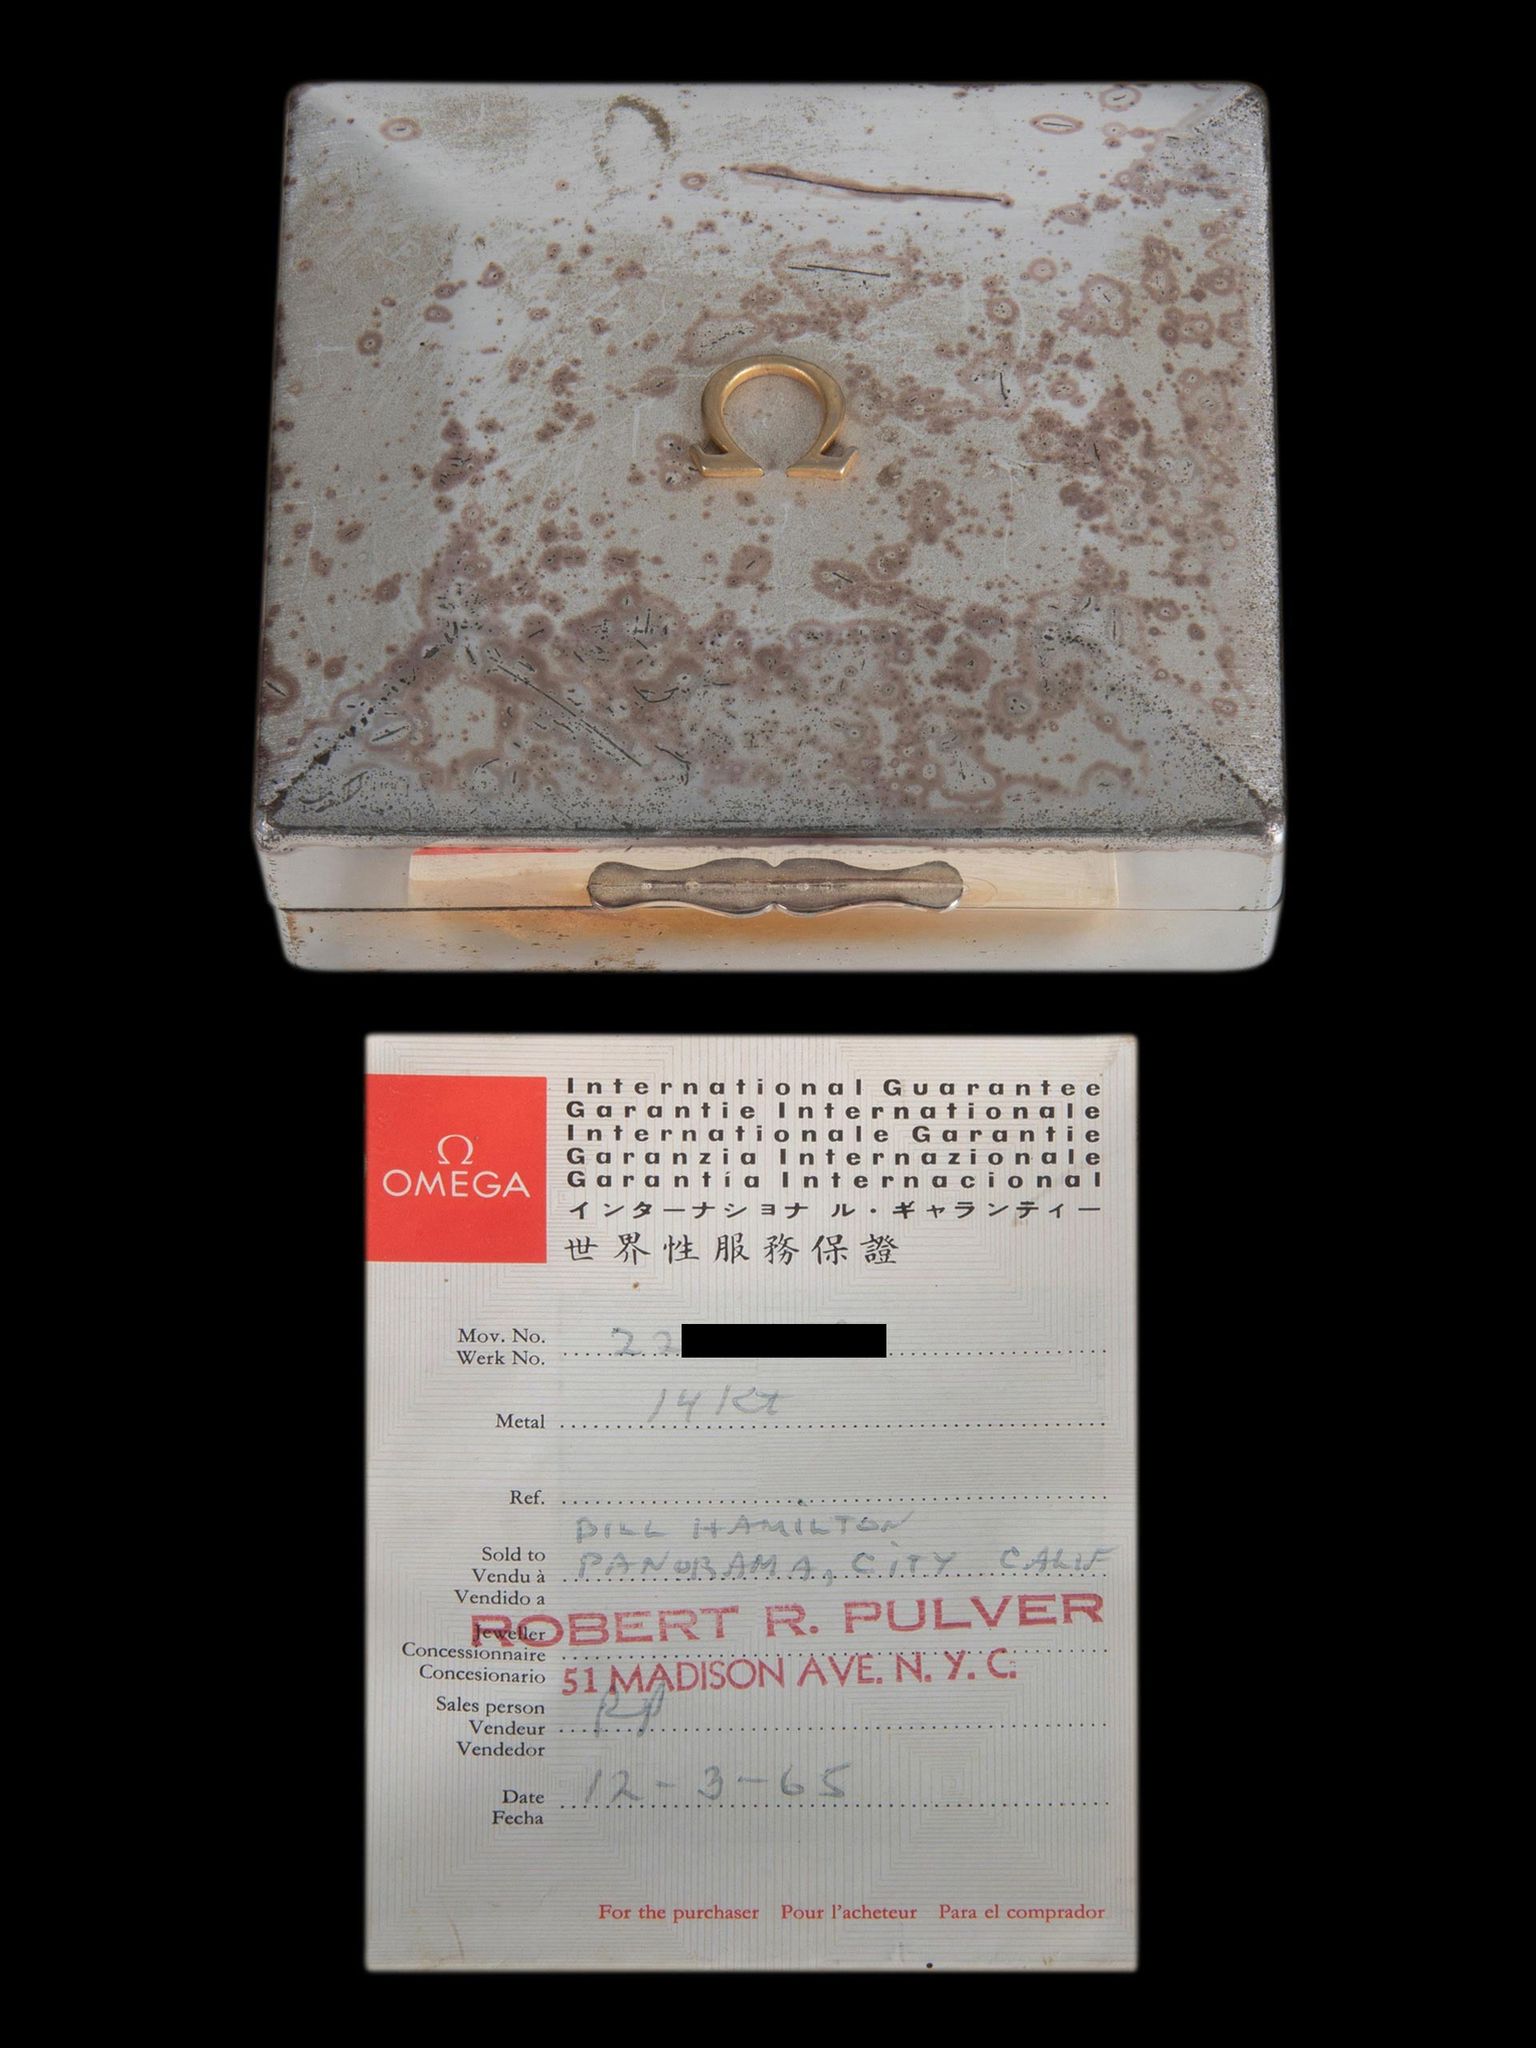 Ω
OMEGA
International Guarantee
Garantie Internationale
Internationale Garantie
Garanzia Internazionale
Garantía Internacional
インターナショナル・ギャランティー
世界性服務保證
Mov. No. 22
Werk No.
Metal 14 Kt
Ref.
BILL HAMILTON
Sold to
Vendu à PANORAMA, CITY CALIF
Vendido a
ROBERT R. PULVER
Jeweller
Concessionnaire
Concesionario 51 MADISON AVE. N. Y. C.
Sales person
Vendeur
Vendedor
Date 12-3-65
Fecha
For the purchaser Pour l'acheteur Para el comprador